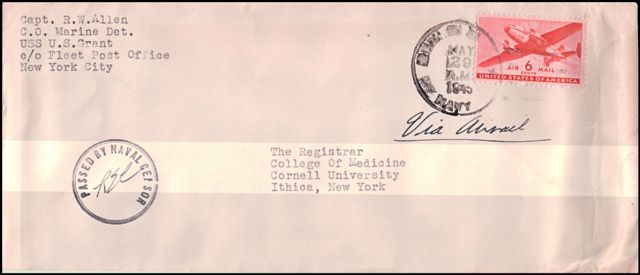 Capt. R.W.Allen
C.O. Marine Det.
USS U.S.Grant
c/o Fleet Post Office
New York City
MAY
29
A.M.
1945
NAVY
AIR 6 MAIL
CENTS
UNITED STATES OF AMERICA
Via Airmail
The Registrar
College Of Medicine
Cornell University
Ithica, New York
PASSED BY NAVAL CENSOR